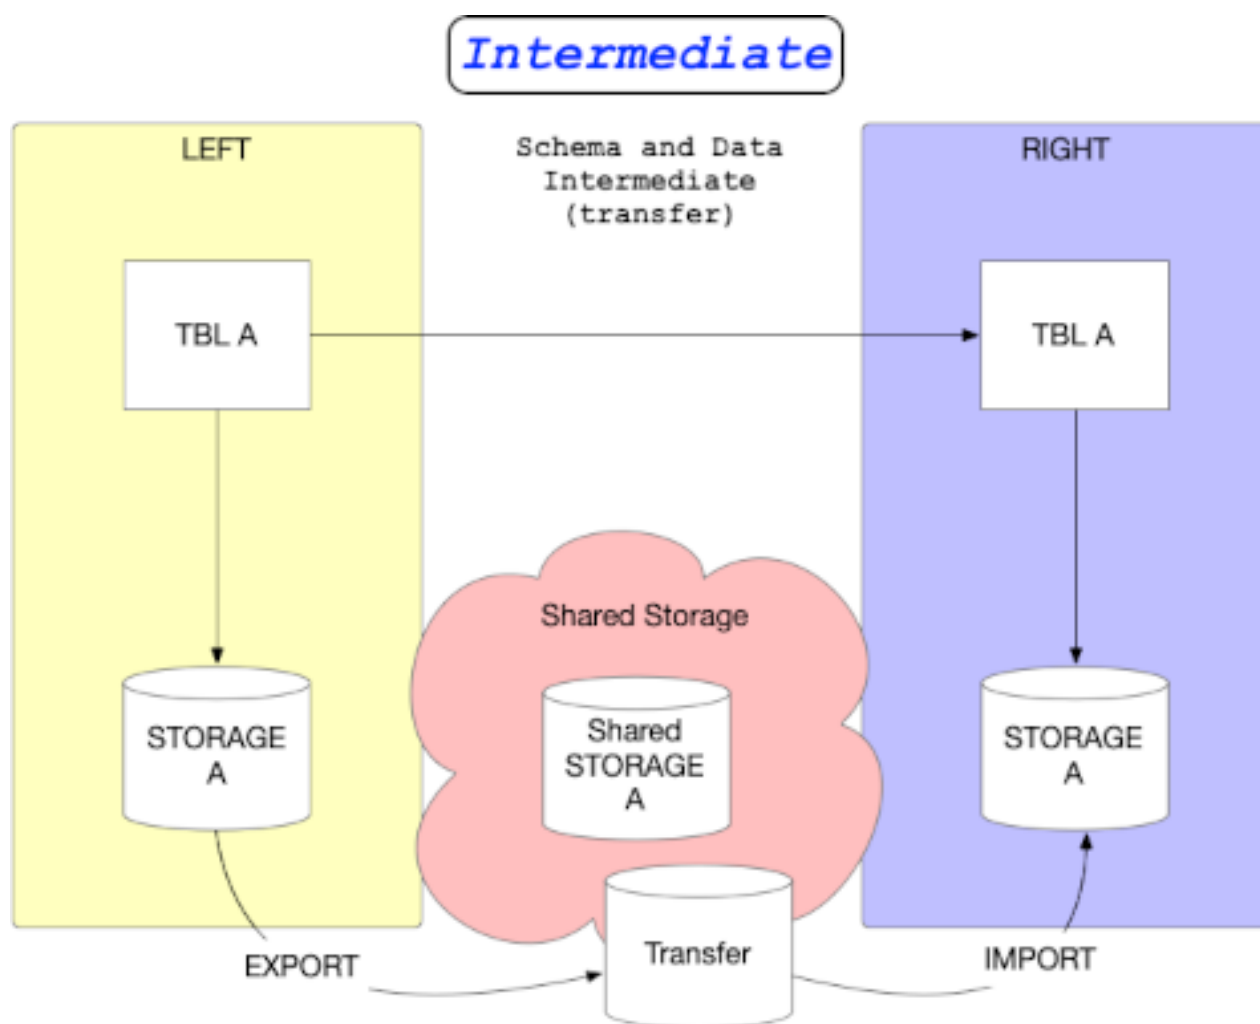 Intermediate
LEFT
Schema and Data
Intermediate
(transfer)
RIGHT
TBL A
TBL A
Shared Storage
STORAGE
A
Shared
STORAGE
A
STORAGE
A
EXPORT
Transfer
IMPORT